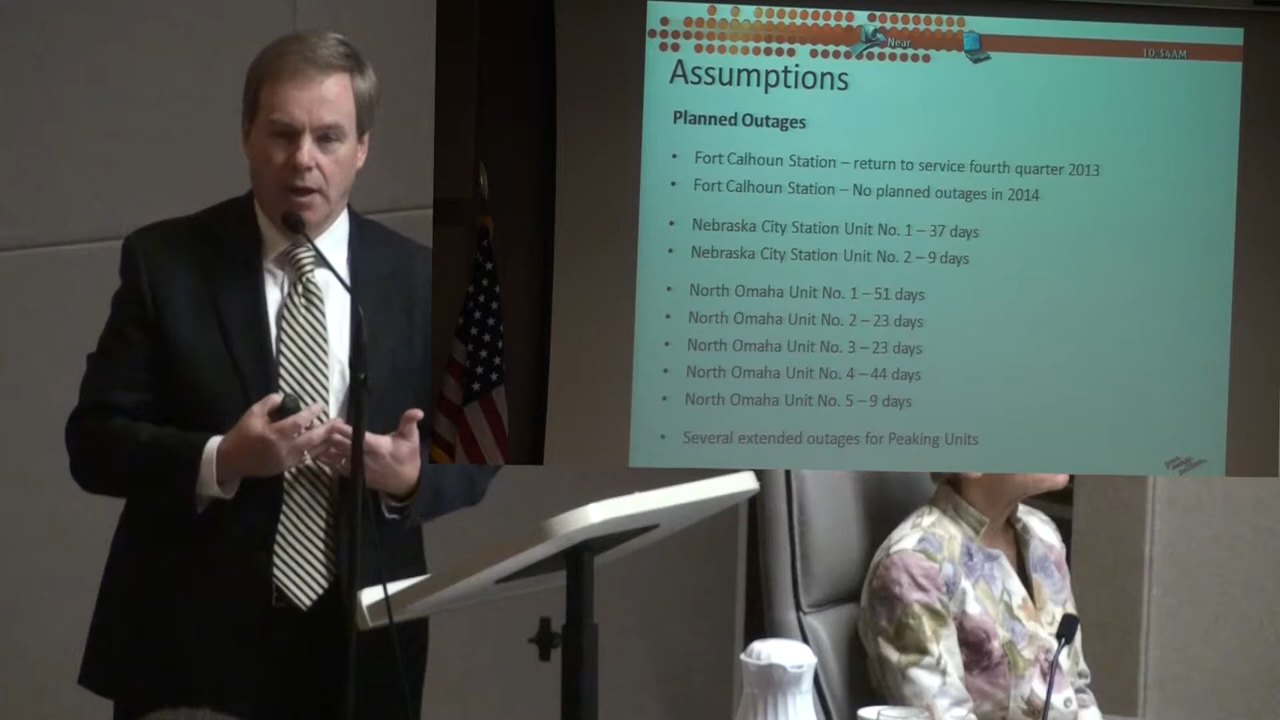 Near
10:34AM
Assumptions
Planned Outages
• Fort Calhoun Station – return to service fourth quarter 2013
• Fort Calhoun Station – No planned outages in 2014
• Nebraska City Station Unit No. 1 – 37 days
• Nebraska City Station Unit No. 2 – 9 days
• North Omaha Unit No. 1 – 51 days
• North Omaha Unit No. 2 – 23 days
• North Omaha Unit No. 3 – 23 days
• North Omaha Unit No. 4 – 44 days
• North Omaha Unit No. 5 – 9 days
• Several extended outages for Peaking Units